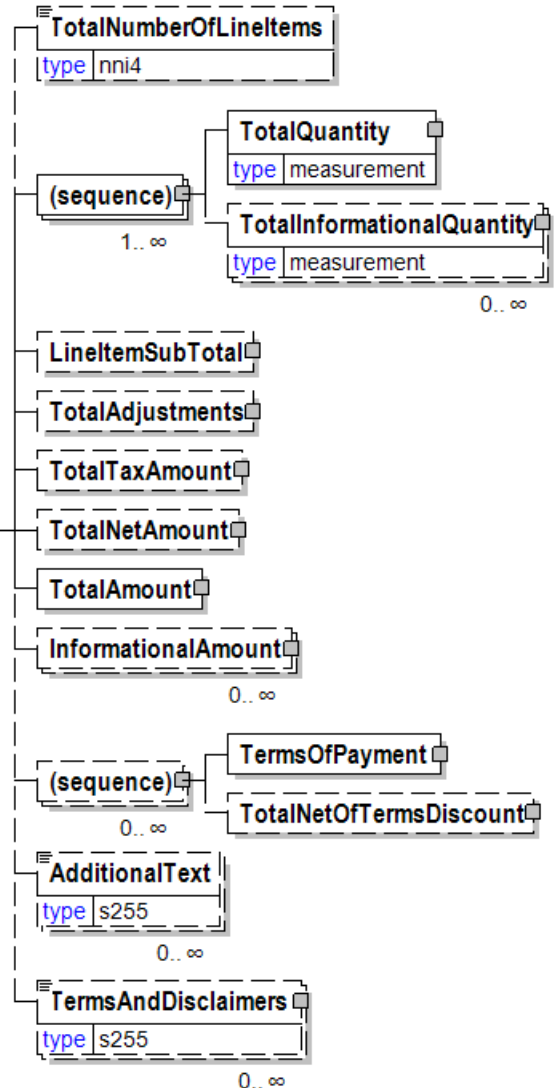 TotalNumberOfLineItems
type nni4
TotalQuantity
type measurement
(sequence)
1.. ∞
TotalInformationalQuantity
type measurement
0.. ∞
LineItemSubTotal
TotalAdjustments
TotalTaxAmount
TotalNetAmount
TotalAmount
InformationalAmount
0.. ∞
TermsOfPayment
(sequence)
0.. ∞
TotalNetOfTermsDiscount
AdditionalText
type s255
0.. ∞
TermsAndDisclaimers
type s255
0.. ∞